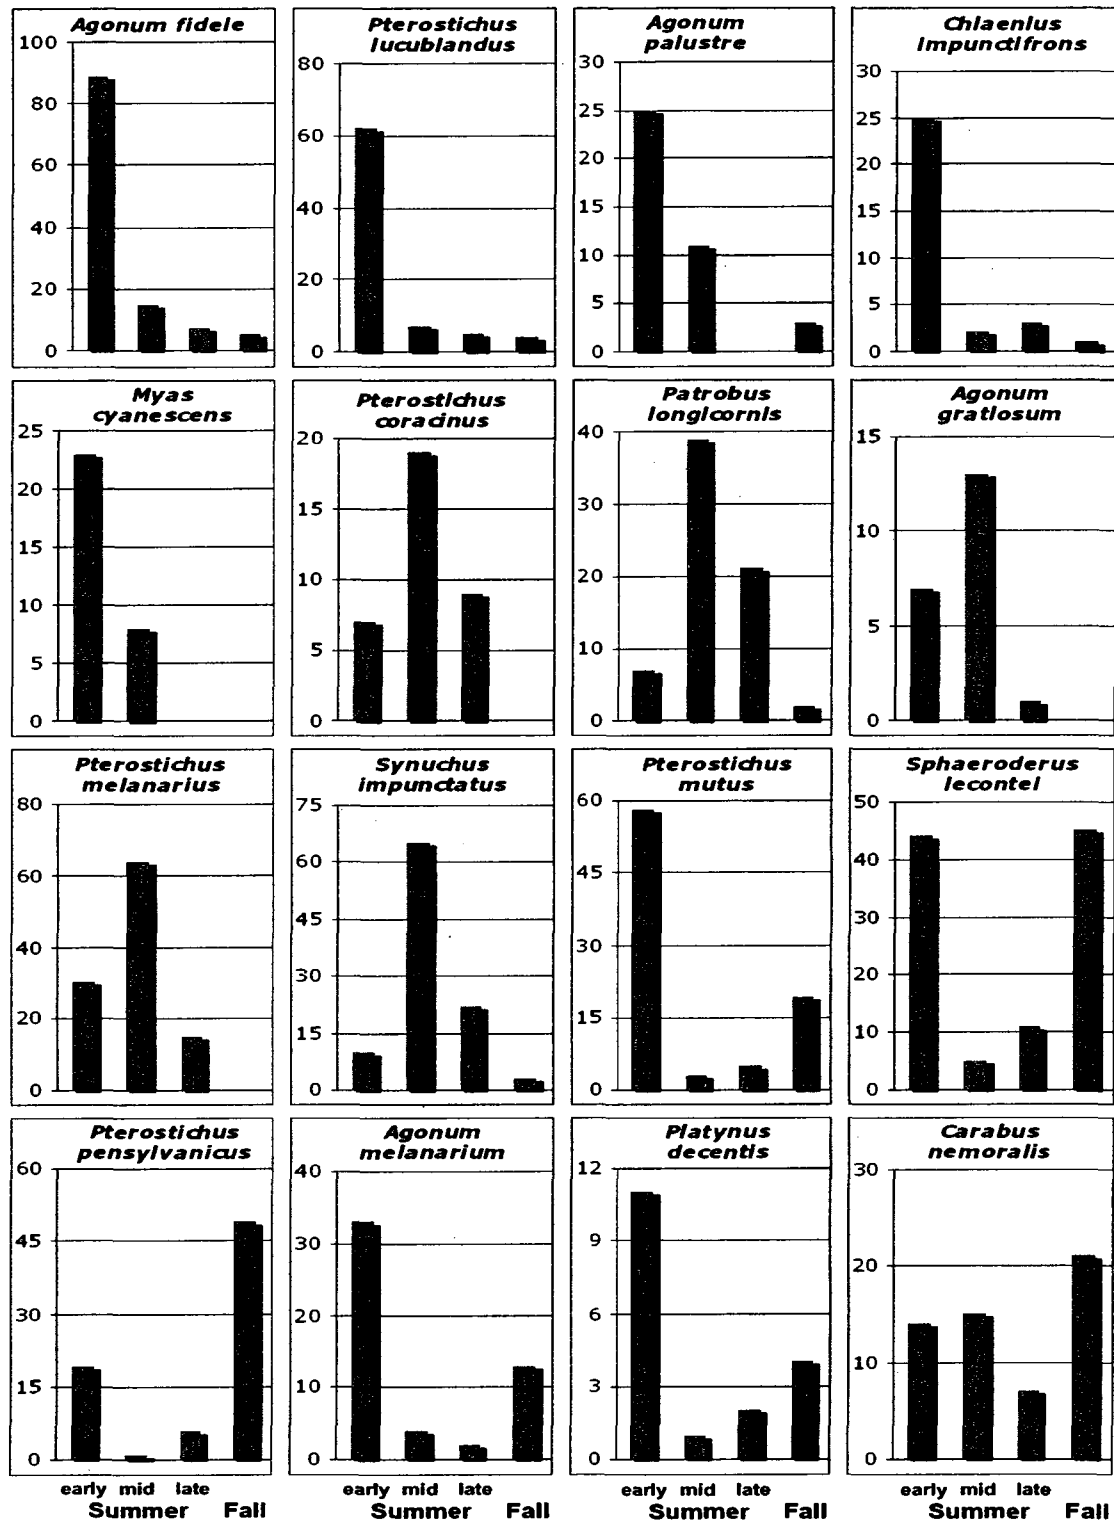 Agonum fidele
100
80
60
40
20
0
Pterostichus
lucublandus
80
60
40
20
0
Agonum
palustre
30
25
20
15
10
5
0
Chlaenius
impunctifrons
30
25
20
15
10
5
0
Myas
cyanescens
25
20
15
10
5
0
Pterostichus
coracinus
20
15
10
5
0
Patrobus
longicornis
40
30
20
10
0
Agonum
gratiosum
15
10
5
0
Pterostichus
melanarius
80
60
40
20
0
Synuchus
impunctatus
75
60
45
30
15
0
Pterostichus
mutus
60
45
30
15
0
Sphaeroderus
lecontei
50
40
30
20
10
0
Pterostichus
pensylvanicus
60
45
30
15
0
Agonum
melanarium
40
30
20
10
0
Platynus
decentis
12
9
6
3
0
Carabus
nemoralis
30
20
10
0
early mid late
Summer Fall
early mid late
Summer Fall
early mid late
Summer Fall
early mid late
Summer Fall